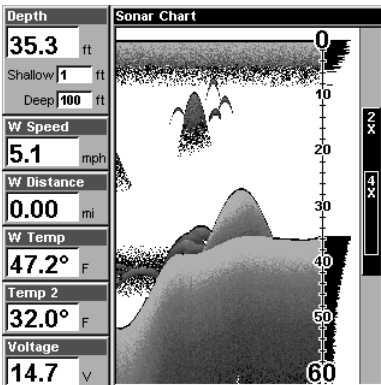 Depth
35.3 ft
Shallow 1 ft
Deep 100 ft
W Speed
5.1 mph
W Distance
0.00 mi
W Temp
47.2° F
Temp 2
32.0° F
Voltage
14.7 V
Sonar Chart
0
10
20
30
40
50
60
2X
4X